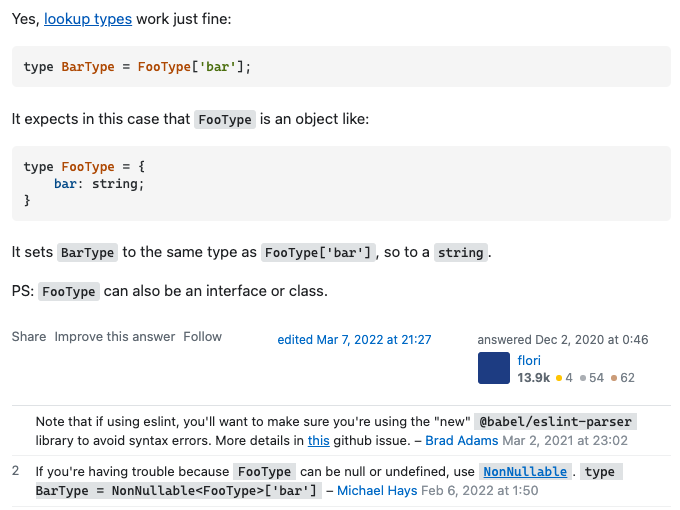 Yes, lookup types work just fine:
type BarType = FooType['bar'];
It expects in this case that FooType is an object like:
type FooType = {
    bar: string;
}
It sets BarType to the same type as FooType['bar'], so to a string.
PS: FooType can also be an interface or class.
Share Improve this answer Follow
edited Mar 7, 2022 at 21:27
answered Dec 2, 2020 at 0:46
flori
13.9k 4 54 62
Note that if using eslint, you'll want to make sure you're using the "new" @babel/eslint-parser
library to avoid syntax errors. More details in this github issue. – Brad Adams Mar 2, 2021 at 23:02
2 If you're having trouble because FooType can be null or undefined, use NonNullable. type
BarType = NonNullable<FooType>['bar'] – Michael Hays Feb 6, 2022 at 1:50